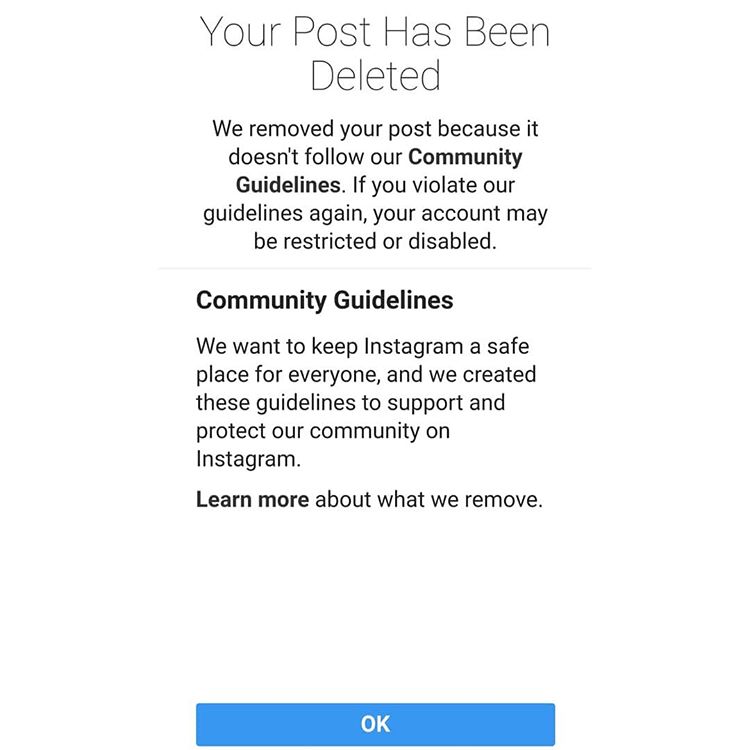 Your Post Has Been
Deleted
We removed your post because it
doesn't follow our Community
Guidelines. If you violate our
guidelines again, your account may
be restricted or disabled.
Community Guidelines
We want to keep Instagram a safe
place for everyone, and we created
these guidelines to support and
protect our community on
Instagram.
Learn more about what we remove.
OK